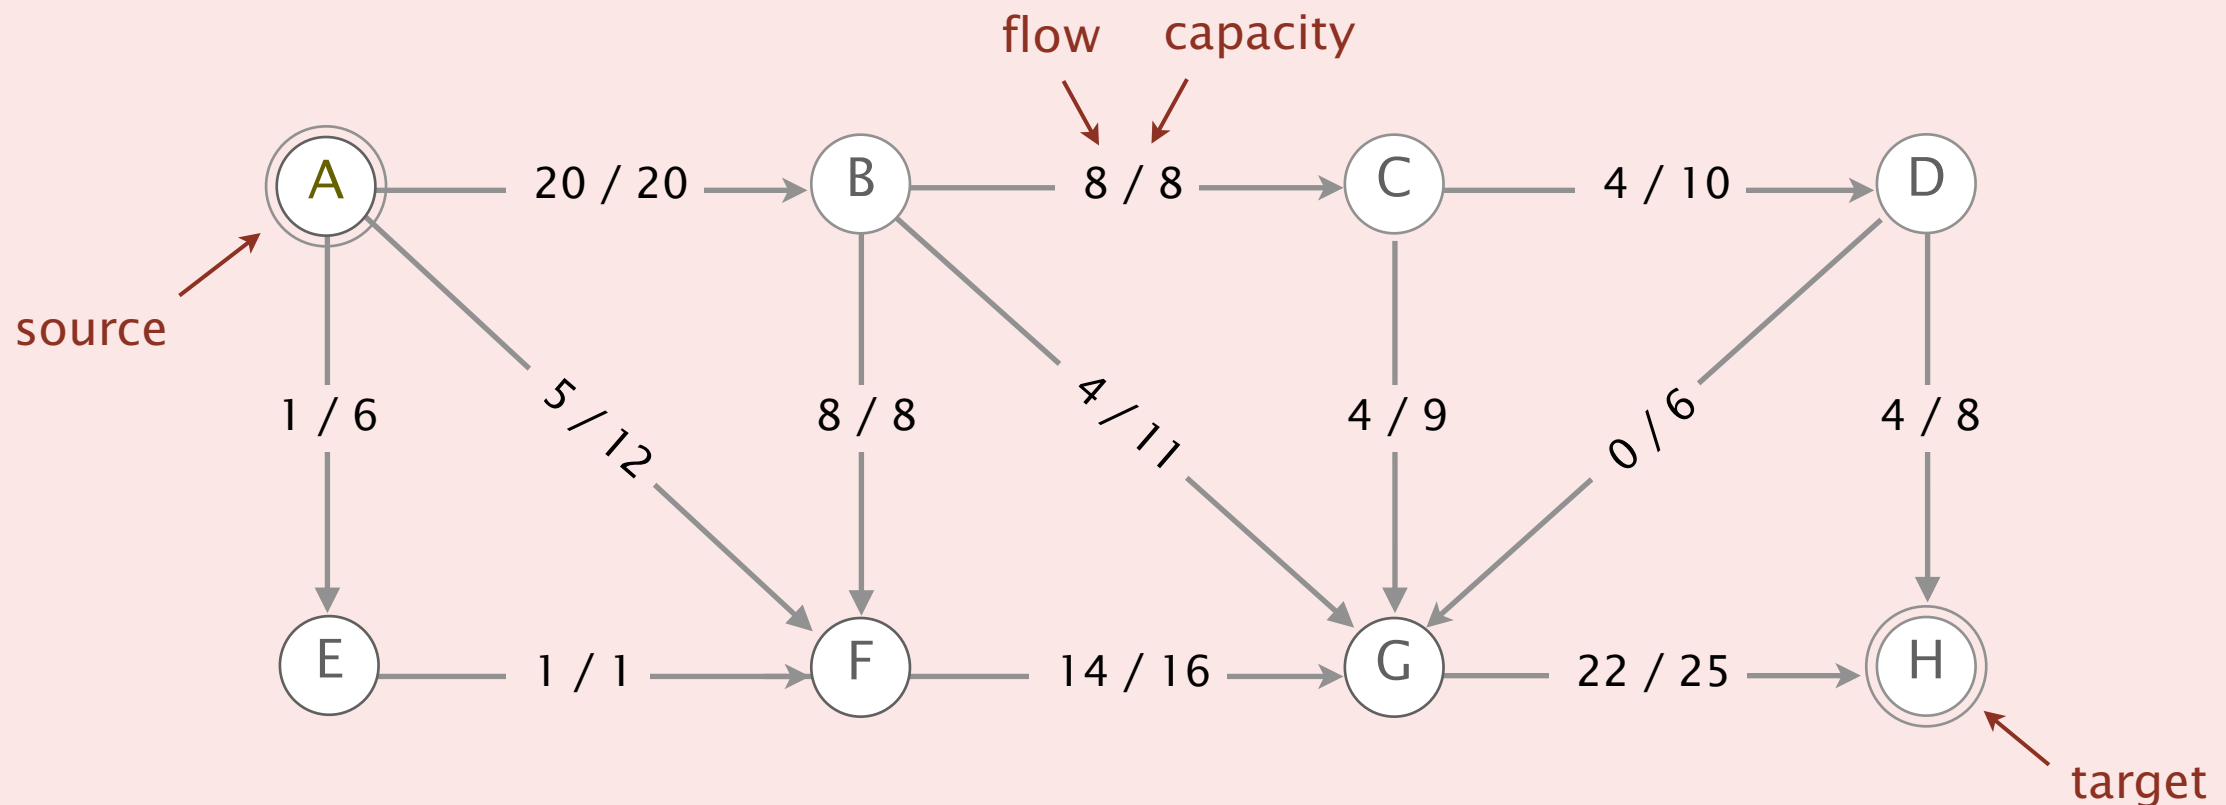 flow capacity
A 20 / 20 B 8 / 8 C 4 / 10 D
source
1 / 6 5 / 12 8 / 8 4 / 11 4 / 9 0 / 6 4 / 8
E 1 / 1 F 14 / 16 G 22 / 25 H
target